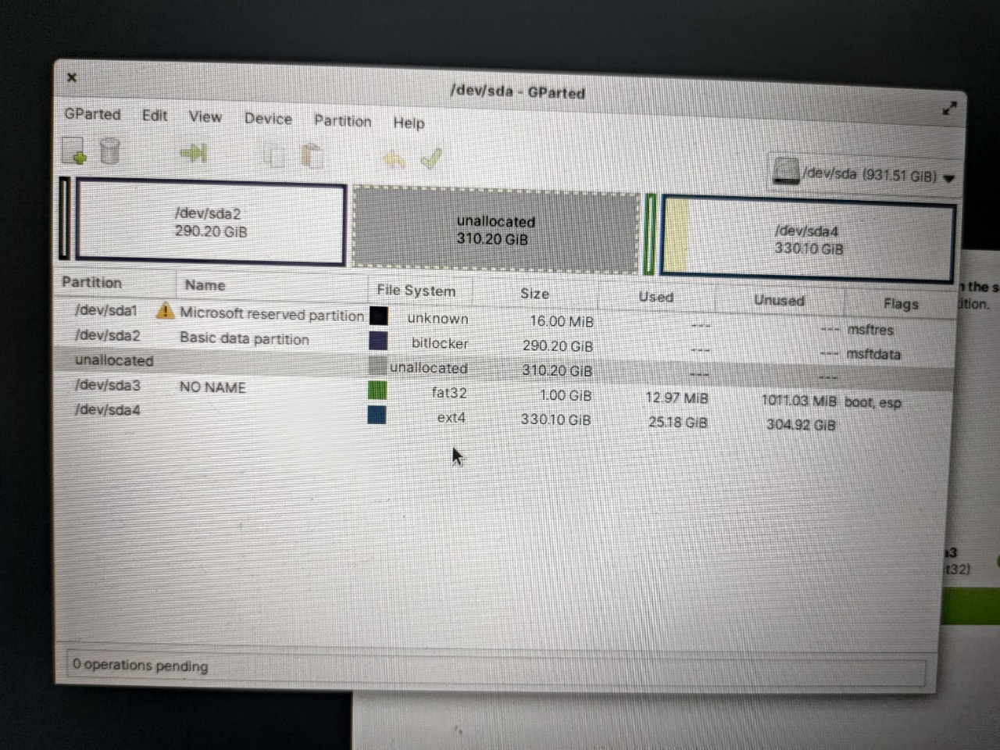 /dev/sda - GParted
GParted Edit View Device Partition Help
/dev/sda (931.51 GiB)
/dev/sda2
290.20 GiB
unallocated
310.20 GiB
/dev/sda4
330.10 GiB
Partition Name File System Size Used Unused Flags
/dev/sda1 Microsoft reserved partition unknown 16.00 MiB --- --- msftres
/dev/sda2 Basic data partition bitlocker 290.20 GiB --- --- msftdata
unallocated unallocated 310.20 GiB --- ---
/dev/sda3 NO NAME fat32 1.00 GiB 12.97 MiB 1011.03 MiB boot, esp
/dev/sda4 ext4 330.10 GiB 25.18 GiB 304.92 GiB
0 operations pending
the s
ition.
t32)